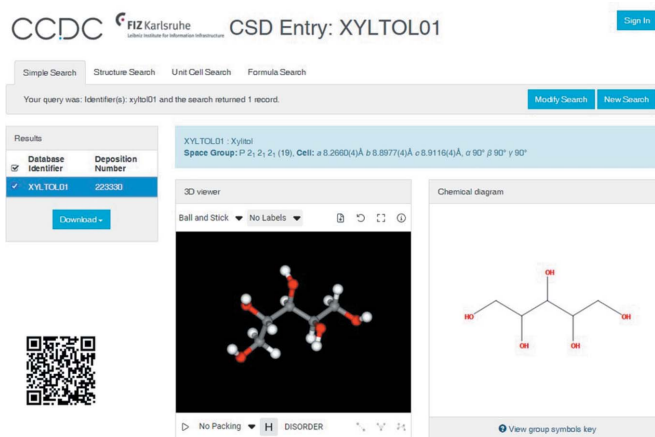 CCDC
FIZ Karlsruhe
Leibniz Institute for Information Infrastructure
CSD Entry: XYLTOL01
Sign In
Simple Search
Structure Search
Unit Cell Search
Formula Search
Your query was: Identifier(s): xyltol01 and the search returned 1 record.
Modify Search
New Search
Results
Database Identifier
Deposition Number
XYLTOL01
223330
Download
XYLTOL01 : Xylitol
Space Group: P 2₁ 2₁ 2₁ (19), Cell: a 8.2660(4)Å b 8.8977(4)Å c 8.9116(4)Å, α 90° β 90° γ 90°
3D viewer
Ball and Stick
No Labels
No Packing
H
DISORDER
Chemical diagram
OH
HO
OH
OH
OH
View group symbols key